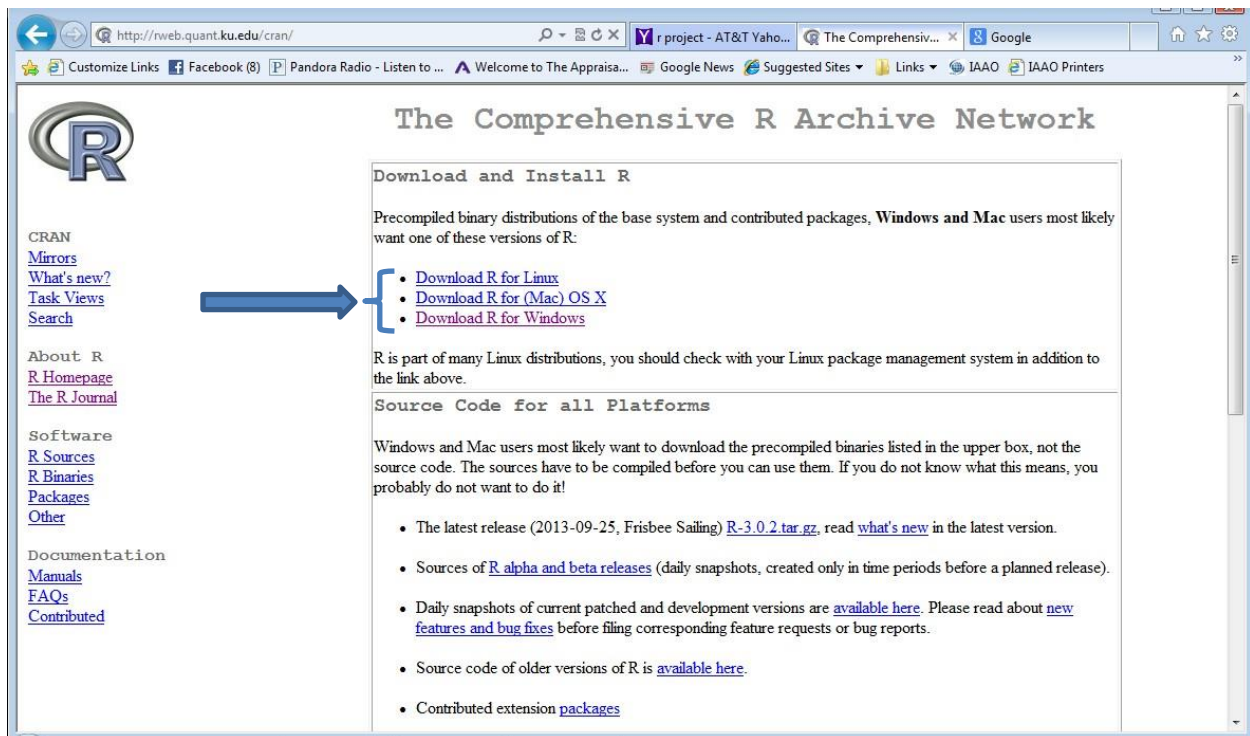 http://rweb.quant.ku.edu/cran/
r project - AT&T Yaho...
The Comprehensiv...
Google
Customize Links
Facebook (8)
Pandora Radio - Listen to ...
Welcome to The Appraisa...
Google News
Suggested Sites
Links
IAAO
IAAO Printers
R
The Comprehensive R Archive Network
CRAN
Mirrors
What's new?
Task Views
Search
About R
R Homepage
The R Journal
Software
R Sources
R Binaries
Packages
Other
Documentation
Manuals
FAQs
Contributed
Download and Install R
Precompiled binary distributions of the base system and contributed packages, Windows and Mac users most likely
want one of these versions of R:
• Download R for Linux
• Download R for (Mac) OS X
• Download R for Windows
R is part of many Linux distributions, you should check with your Linux package management system in addition to
the link above.
Source Code for all Platforms
Windows and Mac users most likely want to download the precompiled binaries listed in the upper box, not the
source code. The sources have to be compiled before you can use them. If you do not know what this means, you
probably do not want to do it!
• The latest release (2013-09-25, Frisbee Sailing) R-3.0.2.tar.gz, read what's new in the latest version.
• Sources of R alpha and beta releases (daily snapshots, created only in time periods before a planned release).
• Daily snapshots of current patched and development versions are available here. Please read about new
features and bug fixes before filing corresponding feature requests or bug reports.
• Source code of older versions of R is available here.
• Contributed extension packages